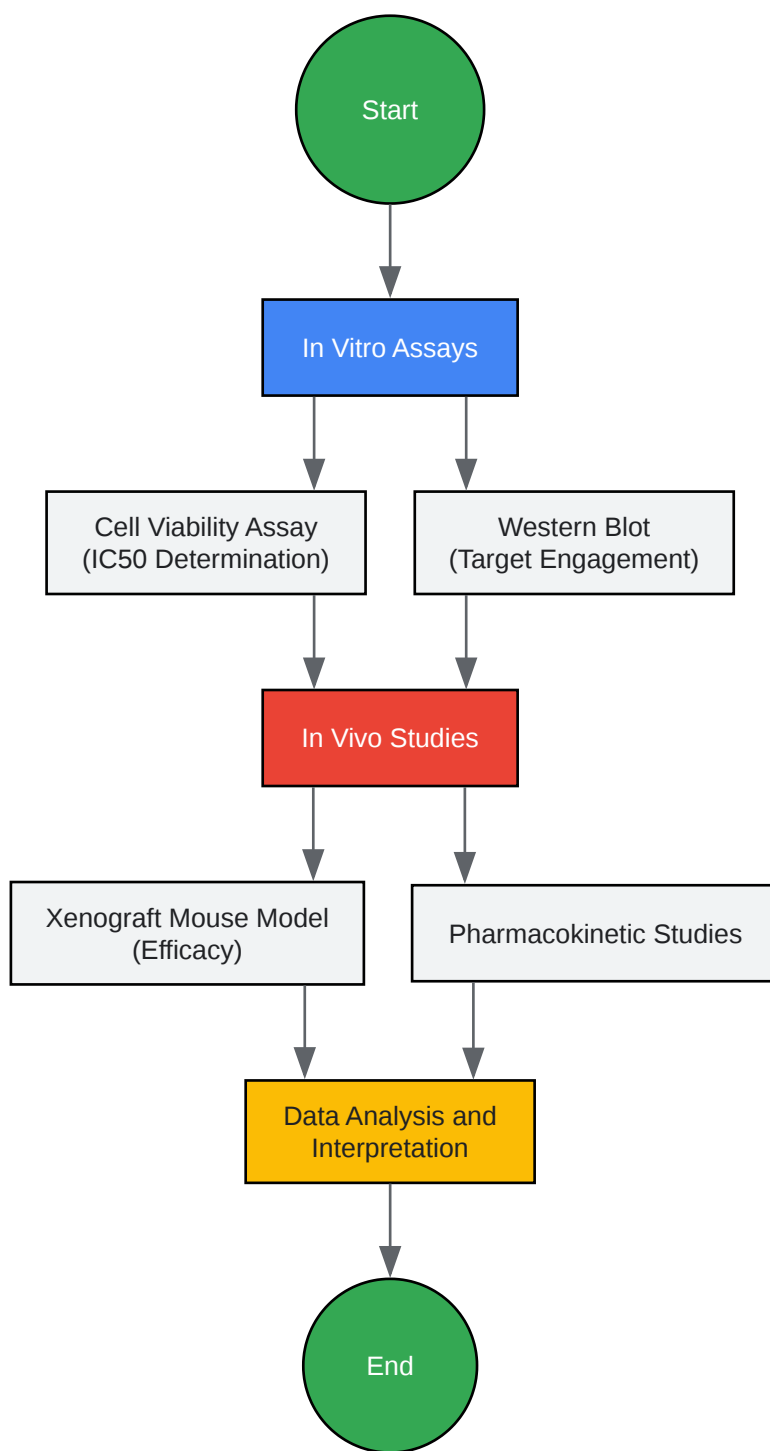 Start
In Vitro Assays
Cell Viability Assay
(IC50 Determination)
Western Blot
(Target Engagement)
In Vivo Studies
Xenograft Mouse Model
(Efficacy)
Pharmacokinetic Studies
Data Analysis and
Interpretation
End